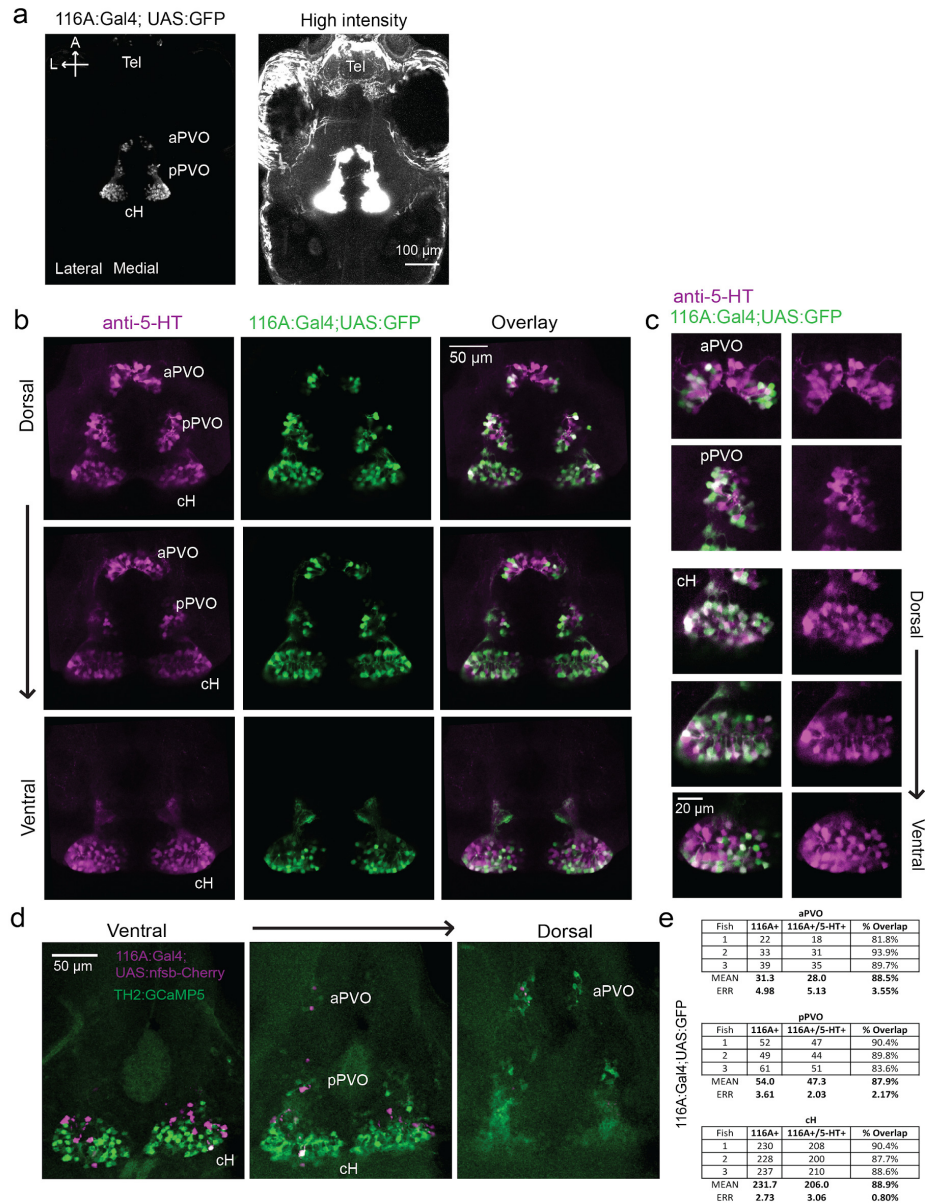 a
116A:Gal4; UAS:GFP
High intensity
A
L
Tel
Tel
aPVO
pPVO
cH
Lateral Medial
100 µm
b
anti-5-HT
116A:Gal4;UAS:GFP
Overlay
50 µm
Dorsal
Ventral
aPVO
pPVO
cH
aPVO
pPVO
cH
cH
c
anti-5-HT
116A:Gal4;UAS:GFP
aPVO
pPVO
cH
20 µm
Dorsal
Ventral
d
Ventral
Dorsal
50 µm
116A:Gal4;
UAS:nfsb-Cherry
TH2:GCaMP5
cH
aPVO
pPVO
cH
aPVO
e
116A:Gal4;UAS:GFP
aPVO
Fish 116A+ 116A+/5-HT+ % Overlap
1 22 18 81.8%
2 33 31 93.9%
3 39 35 89.7%
MEAN 31.3 28.0 88.5%
ERR 4.98 5.13 3.55%
pPVO
Fish 116A+ 116A+/5-HT+ % Overlap
1 52 47 90.4%
2 49 44 89.8%
3 61 51 83.6%
MEAN 54.0 47.3 87.9%
ERR 3.61 2.03 2.17%
cH
Fish 116A+ 116A+/5-HT+ % Overlap
1 230 208 90.4%
2 228 200 87.7%
3 237 210 88.6%
MEAN 231.7 206.0 88.9%
ERR 2.73 3.06 0.80%